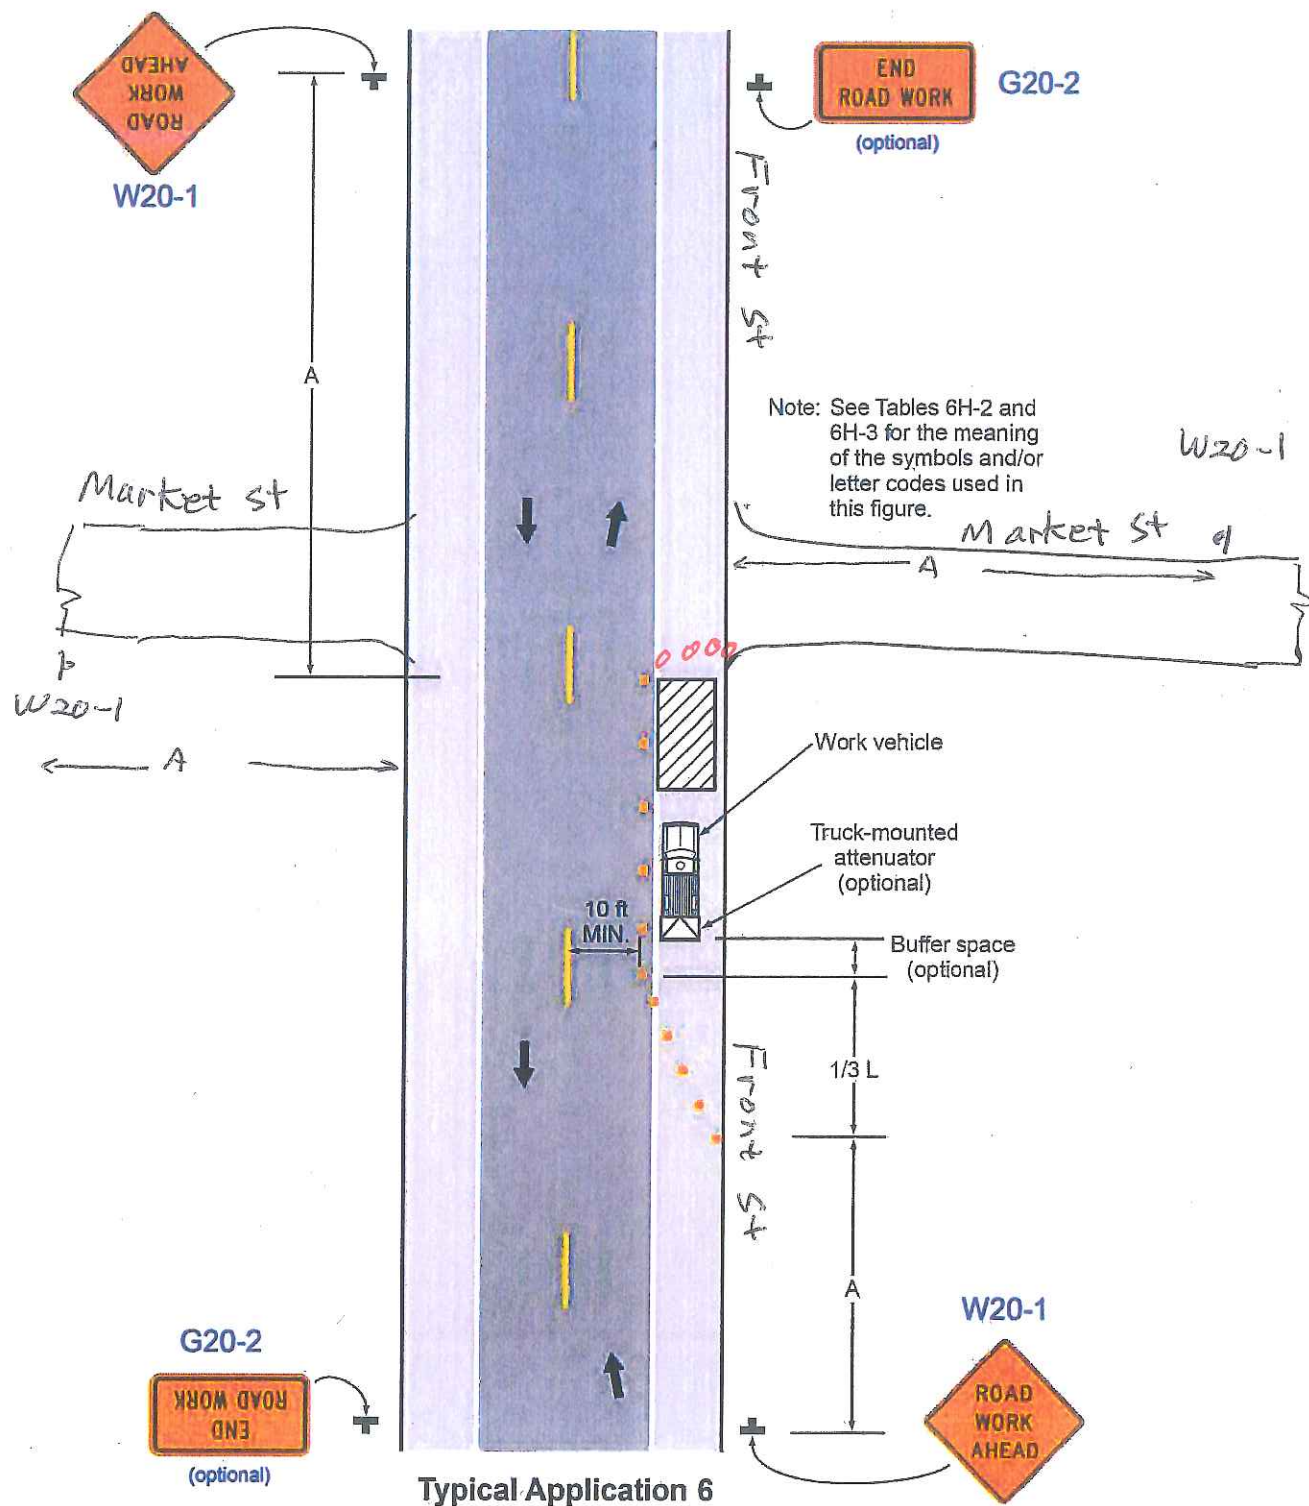 ROAD
WORK
AHEAD
W20-1
END
ROAD WORK
(optional)
G20-2
Front St
A
Note: See Tables 6H-2 and
6H-3 for the meaning
of the symbols and/or
letter codes used in
this figure.
W20-1
Market St
Market St
A
W20-1
A
Work vehicle
Truck-mounted
attenuator
(optional)
10 ft
MIN.
Buffer space
(optional)
1/3 L
Front St
A
G20-2
END
ROAD WORK
(optional)
W20-1
ROAD
WORK
AHEAD
Typical Application 6